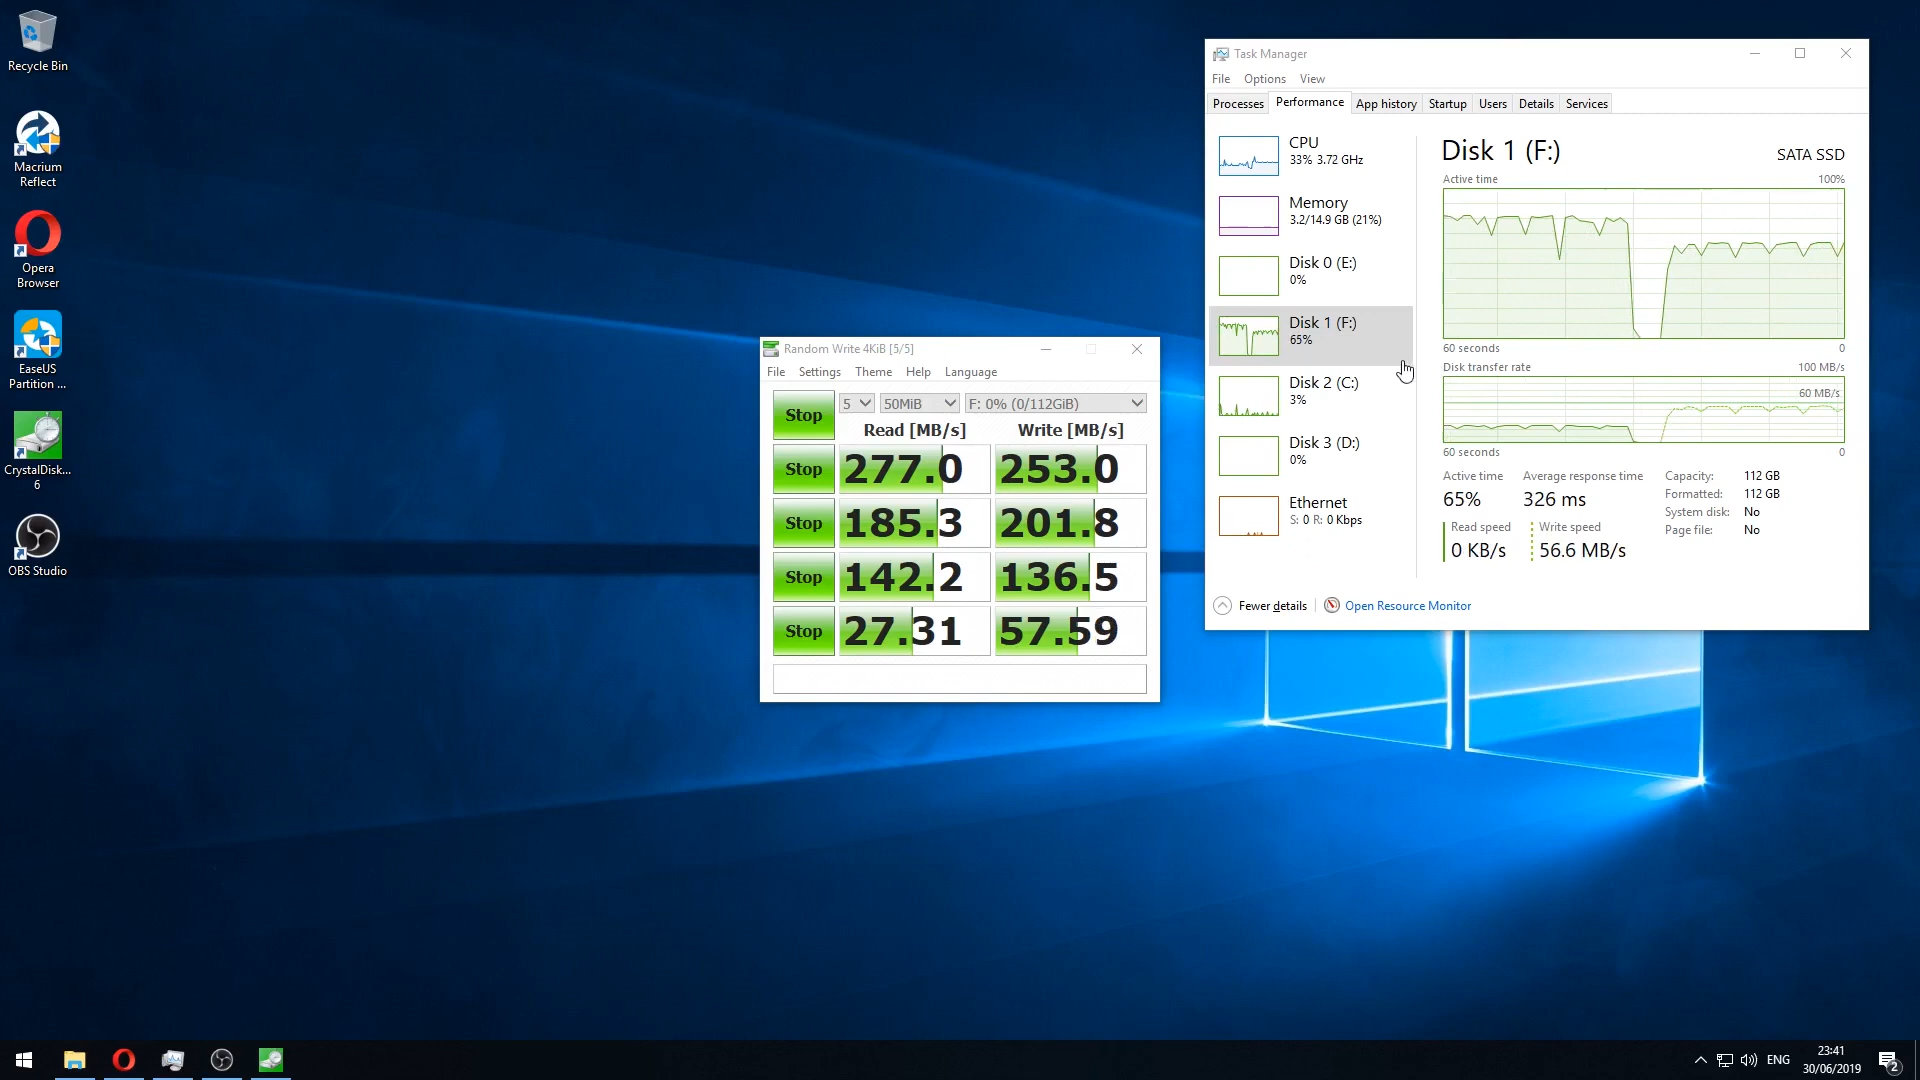 Recycle Bin
Macrium
Reflect
Opera
Browser
EaseUS
Partition ...
CrystalDisk...
6
OBS Studio
Random Write 4KiB [5/5]
File Settings Theme Help Language
Stop 5 50MiB F: 0% (0/112GiB)
Read [MB/s] Write [MB/s]
Stop 277.0 253.0
Stop 185.3 201.8
Stop 142.2 136.5
Stop 27.31 57.59
Task Manager
File Options View
Processes Performance App history Startup Users Details Services
CPU
33% 3.72 GHz
Memory
3.2/14.9 GB (21%)
Disk 0 (E:)
0%
Disk 1 (F:)
65%
Disk 2 (C:)
3%
Disk 3 (D:)
0%
Ethernet
S: 0 R: 0 Kbps
Disk 1 (F:) SATA SSD
Active time 100%
60 seconds 0
Disk transfer rate 100 MB/s
60 MB/s
60 seconds 0
Active time Average response time
65% 326 ms
Read speed Write speed
0 KB/s 56.6 MB/s
Capacity: 112 GB
Formatted: 112 GB
System disk: No
Page file: No
Fewer details Open Resource Monitor
ENG
23:41
30/06/2019
2